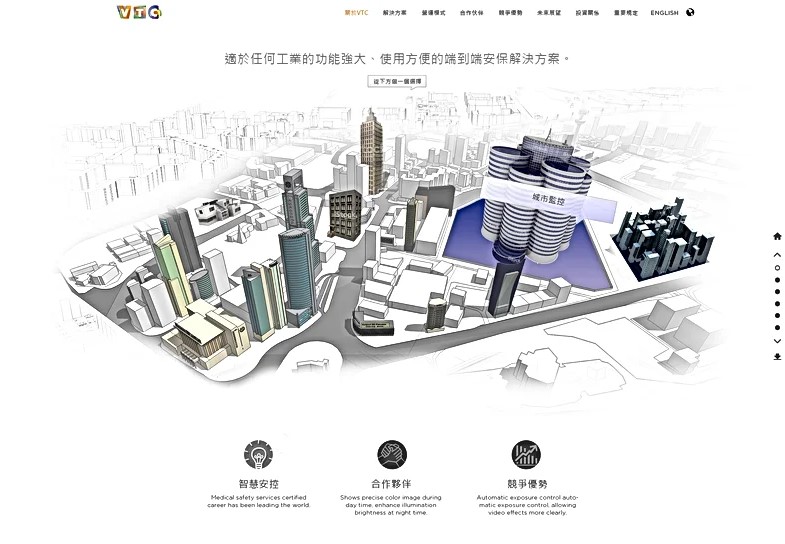 VTC
關於VTC 解決方案 營運模式 合作伙伴 競爭優勢 未來展望 投資關係 重要規定 ENGLISH
適於任何工業的功能強大、使用方便的端到端安保解決方案。
從下方選一個選擇
城市監控
iStock
智慧安控
Medical safety services certified
career has been leading the world.
合作夥伴
Shows precise color image during
day time, enhance illumination
brightness at night time.
競爭優勢
Automatic exposure control auto-
matic exposure control, allowing
video effects more clearly.